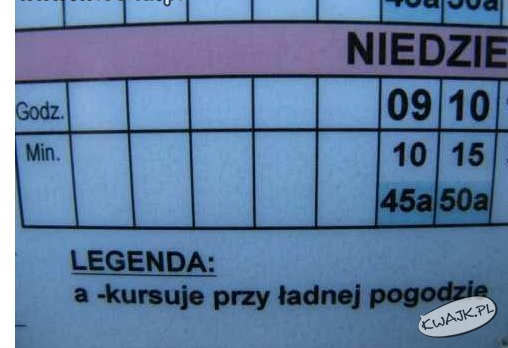 45a 50a
NIEDZIE
Godz. 09 10
Min. 10 15
45a 50a
LEGENDA:
a -kursuje przy ładnej pogodzie
KWAJK.PL